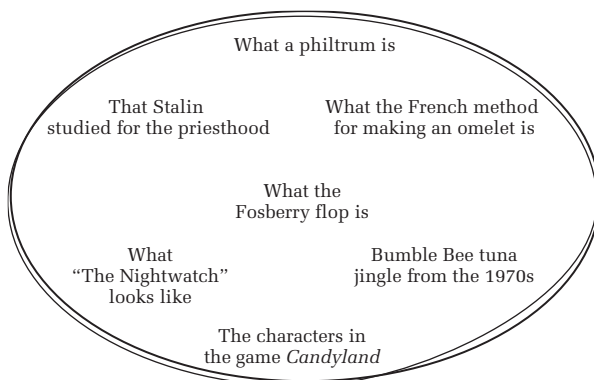 What a philtrum is
That Stalin
studied for the priesthood
What the French method
for making an omelet is
What the
Fosberry flop is
What
“The Nightwatch”
looks like
Bumble Bee tuna
jingle from the 1970s
The characters in
the game Candyland